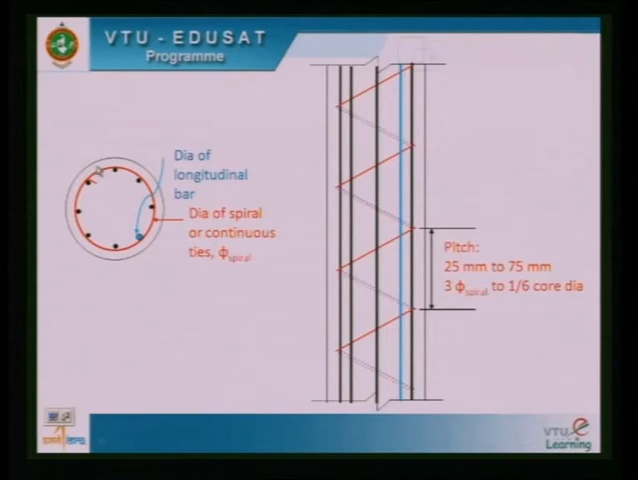 VTU - EDUSAT
Programme
Dia of
longitudinal
bar
Dia of spiral
or continuous
ties, ϕspiral
Pitch:
25 mm to 75 mm
3 ϕspiral to 1/6 core dia
VTU e
Learning